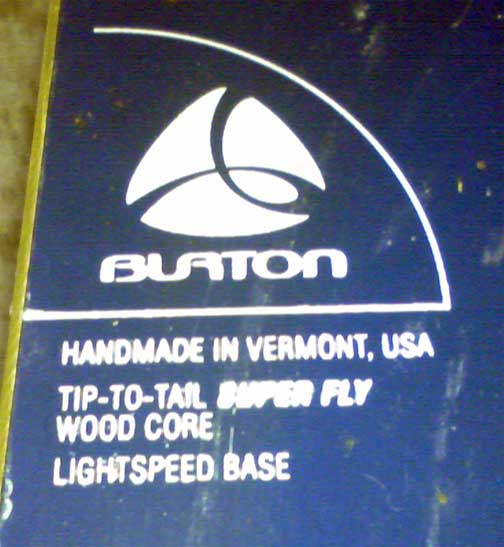 BURTON
HANDMADE IN VERMONT, USA
TIP-TO-TAIL SUPER FLY
WOOD CORE
LIGHTSPEED BASE